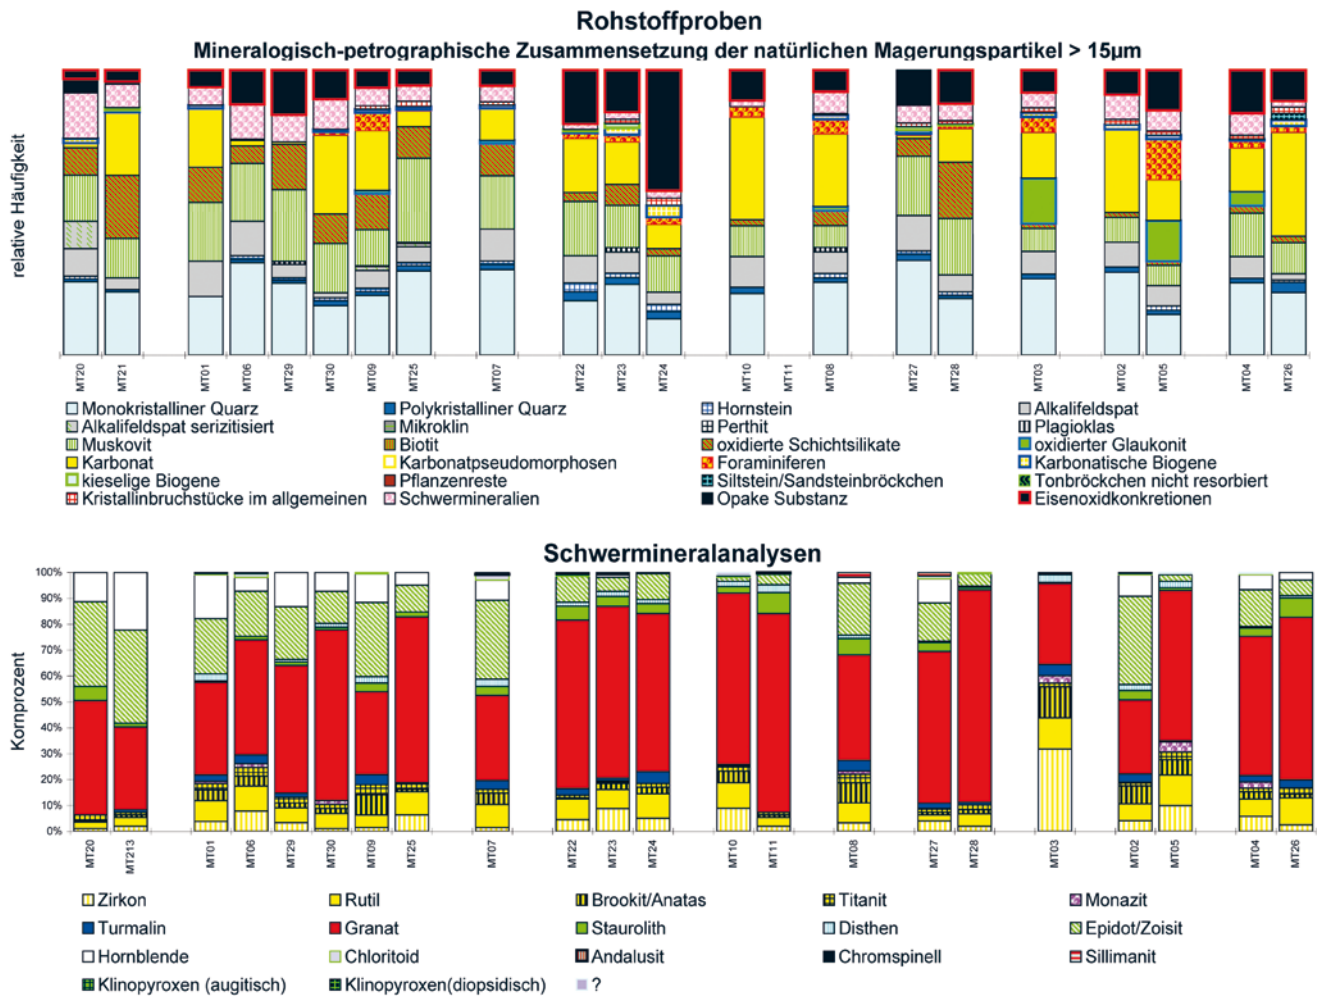 Rohstoffproben
Mineralogisch-petrographische Zusammensetzung der natürlichen Magerungspartikel > 15µm
relative Häufigkeit
MT20 MT21 MT01 MT06 MT29 MT30 MT09 MT25 MT07 MT22 MT23 MT24 MT10 MT11 MT08 MT27 MT28 MT03 MT02 MT05 MT04 MT26
Monokristalliner Quarz Polykristalliner Quarz Hornstein Alkalifeldspat
Alkalifeldspat serizitisiert Mikroklin Perthit Plagioklas
Muskovit Biotit oxidierte Schichtsilikate oxidierter Glaukonit
Karbonat Karbonatpseudomorphosen Foraminiferen Karbonatische Biogene
kieselige Biogene Pflanzenreste Siltstein/Sandsteinbröckchen Tonbröckchen nicht resorbiert
Kristallinbruchstücke im allgemeinen Schwermineralien Opake Substanz Eisenoxidkonkretionen
Schwermineralanalysen
Kornprozent
100%
90%
80%
70%
60%
50%
40%
30%
20%
10%
0%
MT20 MT213 MT01 MT06 MT29 MT30 MT09 MT25 MT07 MT22 MT23 MT24 MT10 MT11 MT08 MT27 MT28 MT03 MT02 MT05 MT04 MT26
Zirkon Rutil Brookit/Anatas Titanit Monazit
Turmalin Granat Staurolith Disthen Epidot/Zoisit
Hornblende Chloritoid Andalusit Chromspinell Sillimanit
Klinopyroxen (augitisch) Klinopyroxen(diopsidisch) ?